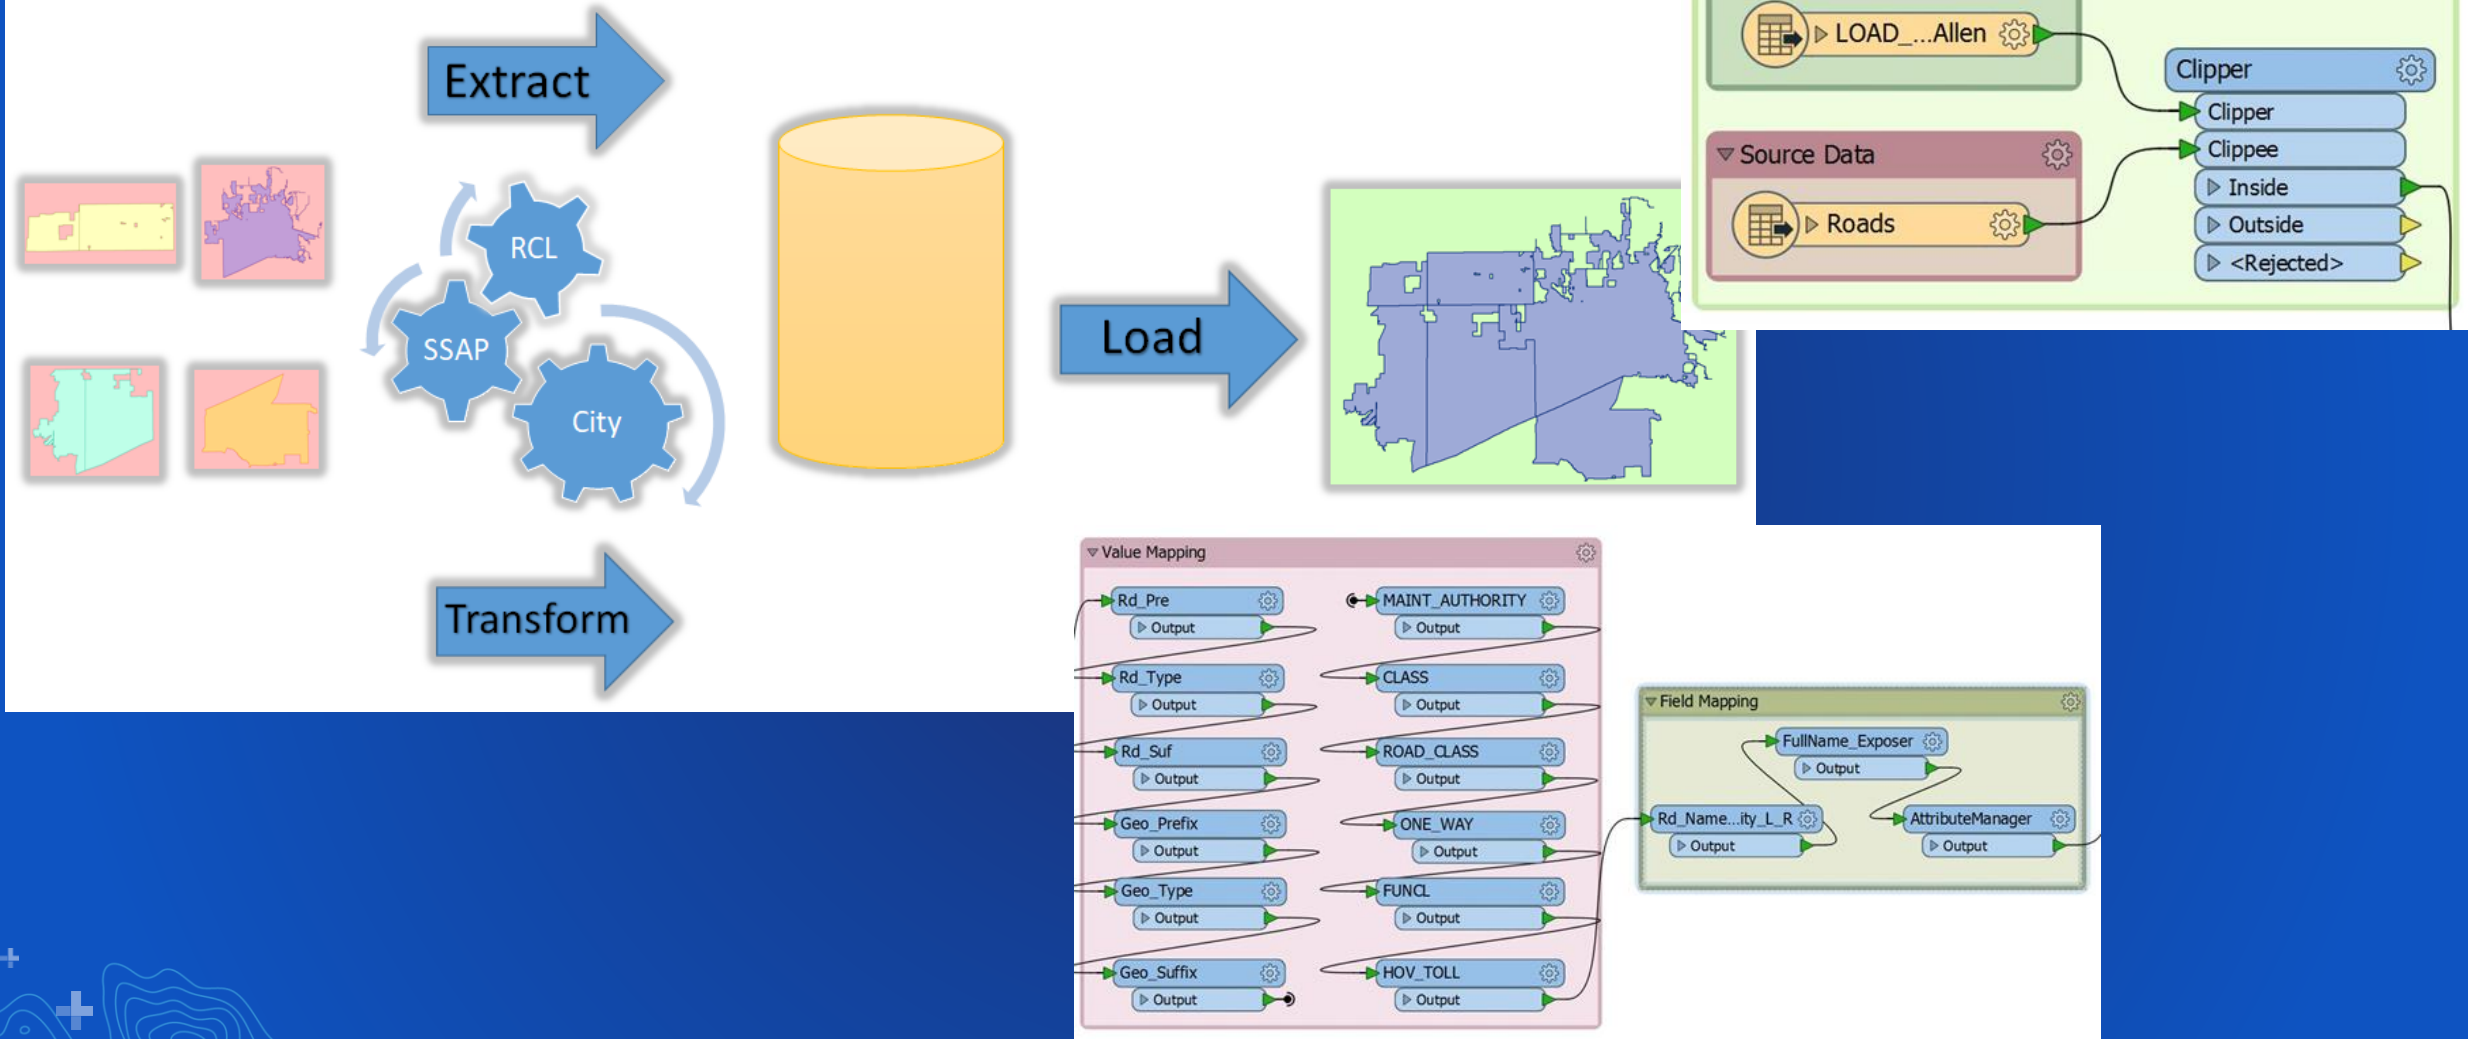 Extract
RCL
SSAP
City
Transform
Load
LOAD_...Allen
Source Data
Roads
Clipper
Clipper
Clippee
Inside
Outside
<Rejected>
Value Mapping
Rd_Pre
Output
Rd_Type
Output
Rd_Suf
Output
Geo_Prefix
Output
Geo_Type
Output
Geo_Suffix
Output
MAINT_AUTHORITY
Output
CLASS
Output
ROAD_CLASS
Output
ONE_WAY
Output
FUNCL
Output
HOV_TOLL
Output
Field Mapping
FullName_Exposer
Output
Rd_Name...ity_L_R
Output
AttributeManager
Output